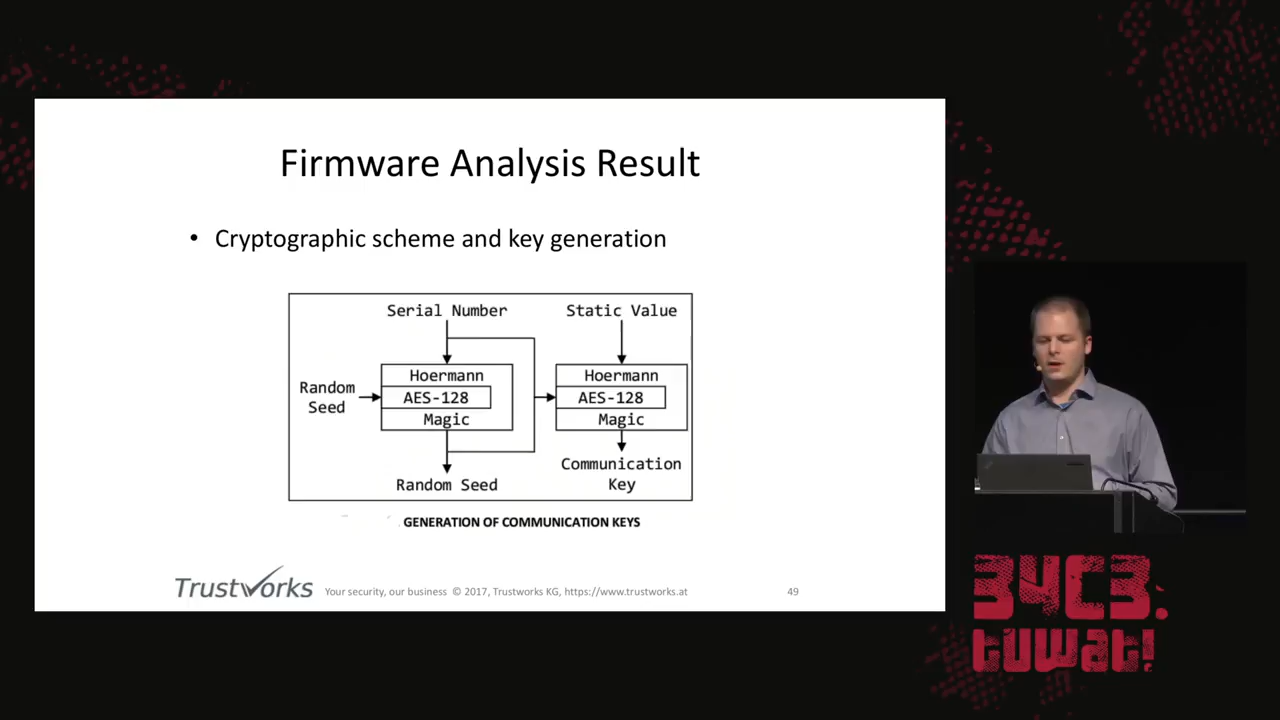 Firmware Analysis Result
• Cryptographic scheme and key generation
Serial Number
Static Value
Random
Seed
Hoermann
AES-128
Magic
Hoermann
AES-128
Magic
Random Seed
Communication
Key
GENERATION OF COMMUNICATION KEYS
Trustworks
Your security, our business © 2017, Trustworks KG, https://www.trustworks.at
49
34C3.
tuwat!